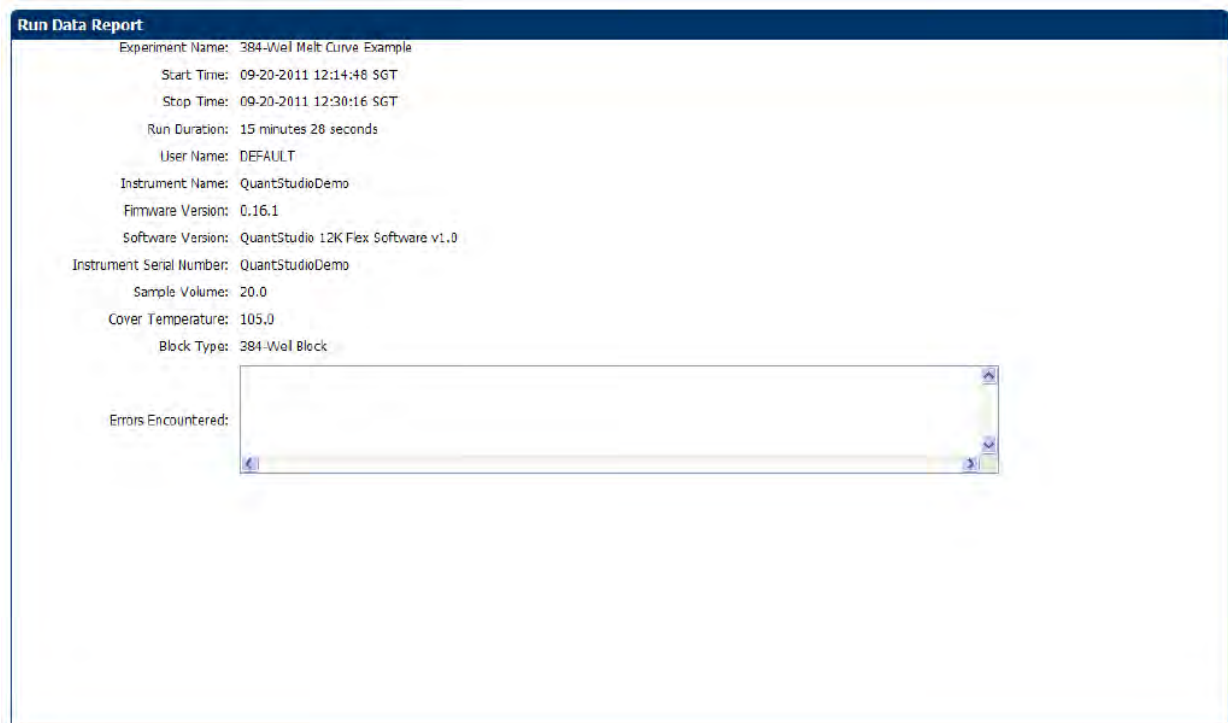 Run Data Report
Experiment Name: 384-Well Melt Curve Example
Start Time: 09-20-2011 12:14:48 SGT
Stop Time: 09-20-2011 12:30:16 SGT
Run Duration: 15 minutes 28 seconds
User Name: DEFAULT
Instrument Name: QuantStudioDemo
Firmware Version: 0.16.1
Software Version: QuantStudio 12K Flex Software v1.0
Instrument Serial Number: QuantStudioDemo
Sample Volume: 20.0
Cover Temperature: 105.0
Block Type: 384-Well Block
Errors Encountered: